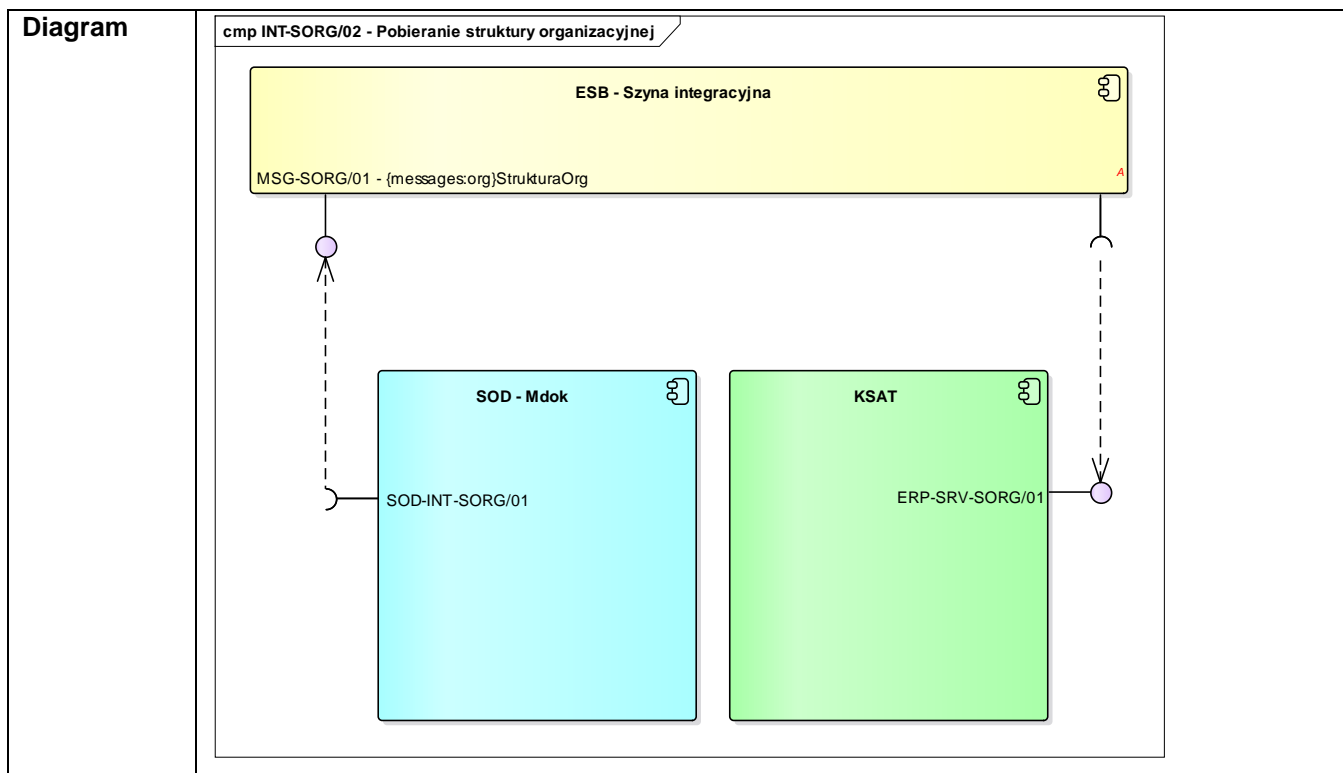 Diagram
cmp INT-SORG/02 - Pobieranie struktury organizacyjnej
ESB - Szyna integracyjna
MSG-SORG/01 - {messages:org}StrukturaOrg
A
SOD - Mdok
KSAT
SOD-INT-SORG/01
ERP-SRV-SORG/01